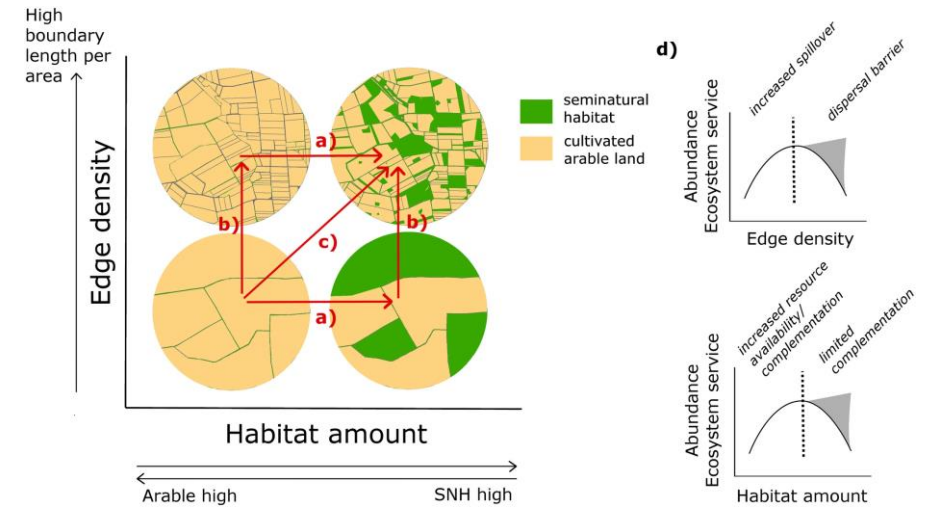 High
boundary
length per
area
Edge density
a)
b)
c)
b)
a)
Habitat amount
Arable high
SNH high
seminatural
habitat
cultivated
arable land
d)
increased spillover
dispersal barrier
Abundance
Ecosystem service
Edge density
increased resource
availability/
complementation
limited
complementation
Abundance
Ecosystem service
Habitat amount